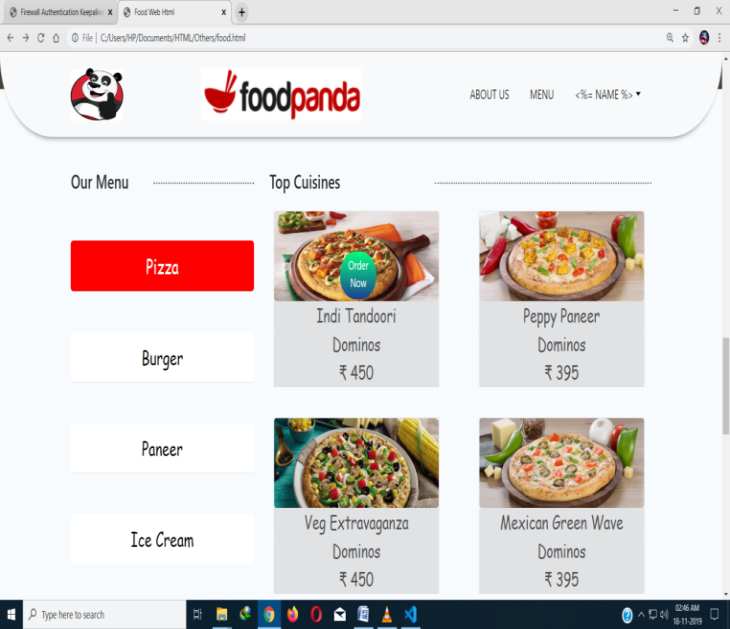 Firewall Authentication Keepalive
Food Web Html
File | C:/Users/HP/Documents/HTML/Others/food.html
foodpanda
ABOUT US
MENU
<%= NAME %>
Our Menu
Top Cuisines
Pizza
Burger
Paneer
Ice Cream
Order
Now
Indi Tandoori
Dominos
₹ 450
Peppy Paneer
Dominos
₹ 395
Veg Extravaganza
Dominos
₹ 450
Mexican Green Wave
Dominos
₹ 395
Type here to search
02:46 AM
18-11-2019